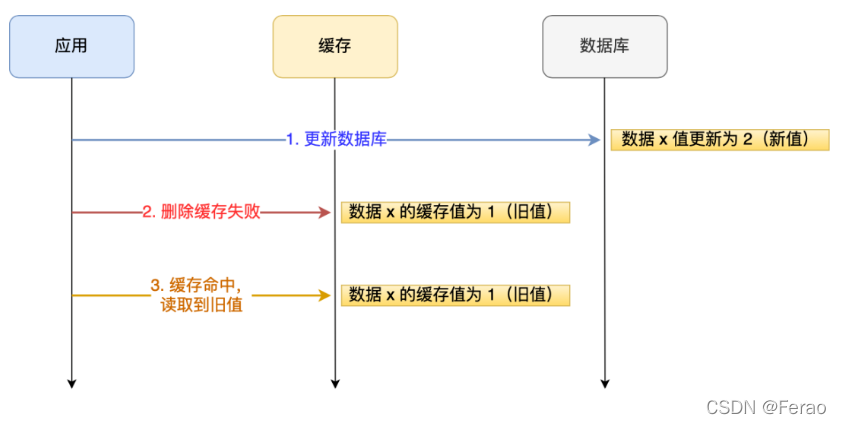 应用
缓存
数据库
1. 更新数据库
数据 x 值更新为 2（新值）
2. 删除缓存失败
数据 x 的缓存值为 1（旧值）
3. 缓存命中，
读取到旧值
数据 x 的缓存值为 1（旧值）
CSDN @Ferao